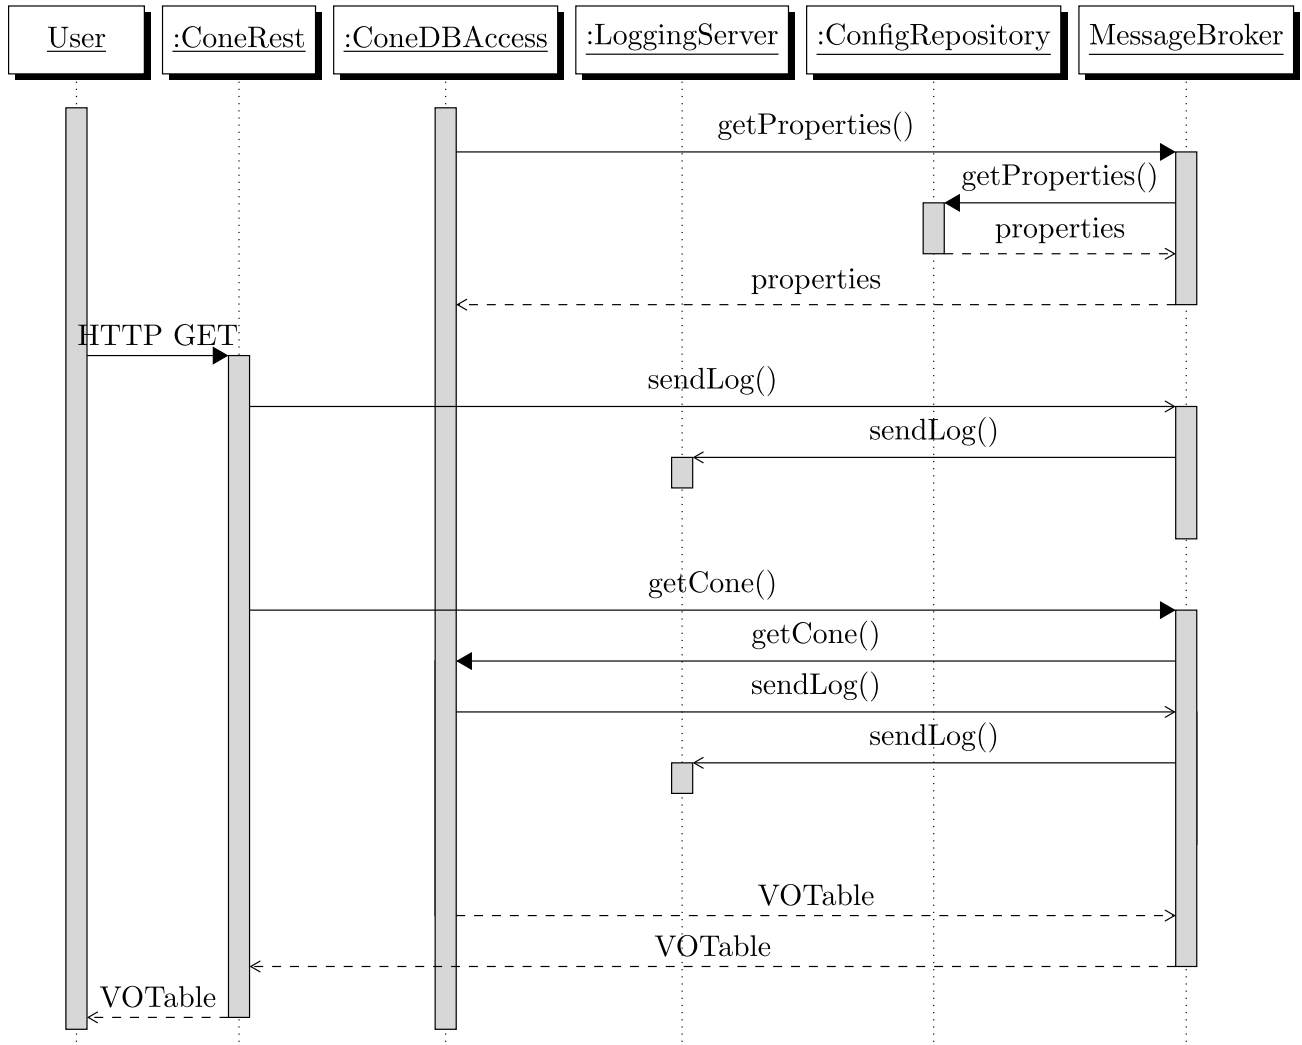 User
:ConeRest
:ConeDBAccess
:LoggingServer
:ConfigRepository
MessageBroker
getProperties()
getProperties()
properties
properties
HTTP GET
sendLog()
sendLog()
getCone()
getCone()
sendLog()
sendLog()
VOTable
VOTable
VOTable